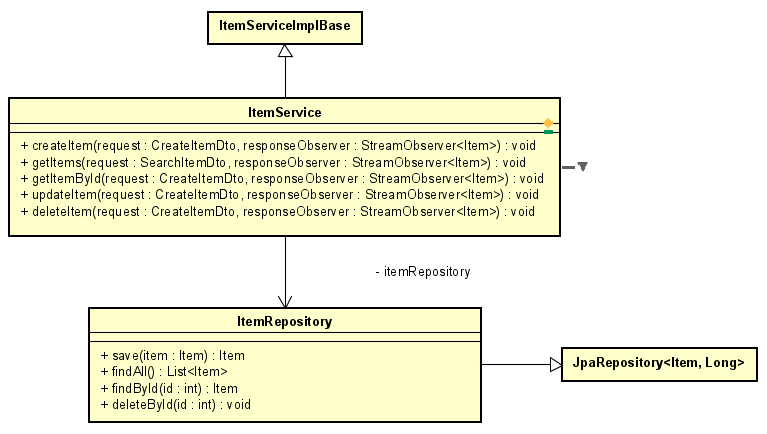 ItemServiceImplBase
ItemService
+ createItem(request : CreateItemDto, responseObserver : StreamObserver<Item>) : void
+ getItems(request : SearchItemDto, responseObserver : StreamObserver<Item>) : void
+ getItemById(request : CreateItemDto, responseObserver : StreamObserver<Item>) : void
+ updateItem(request : CreateItemDto, responseObserver : StreamObserver<Item>) : void
+ deleteItem(request : CreateItemDto, responseObserver : StreamObserver<Item>) : void
- itemRepository
ItemRepository
+ save(item : Item) : Item
+ findAll() : List<Item>
+ findById(id : int) : Item
+ deleteById(id : int) : void
JpaRepository<Item, Long>